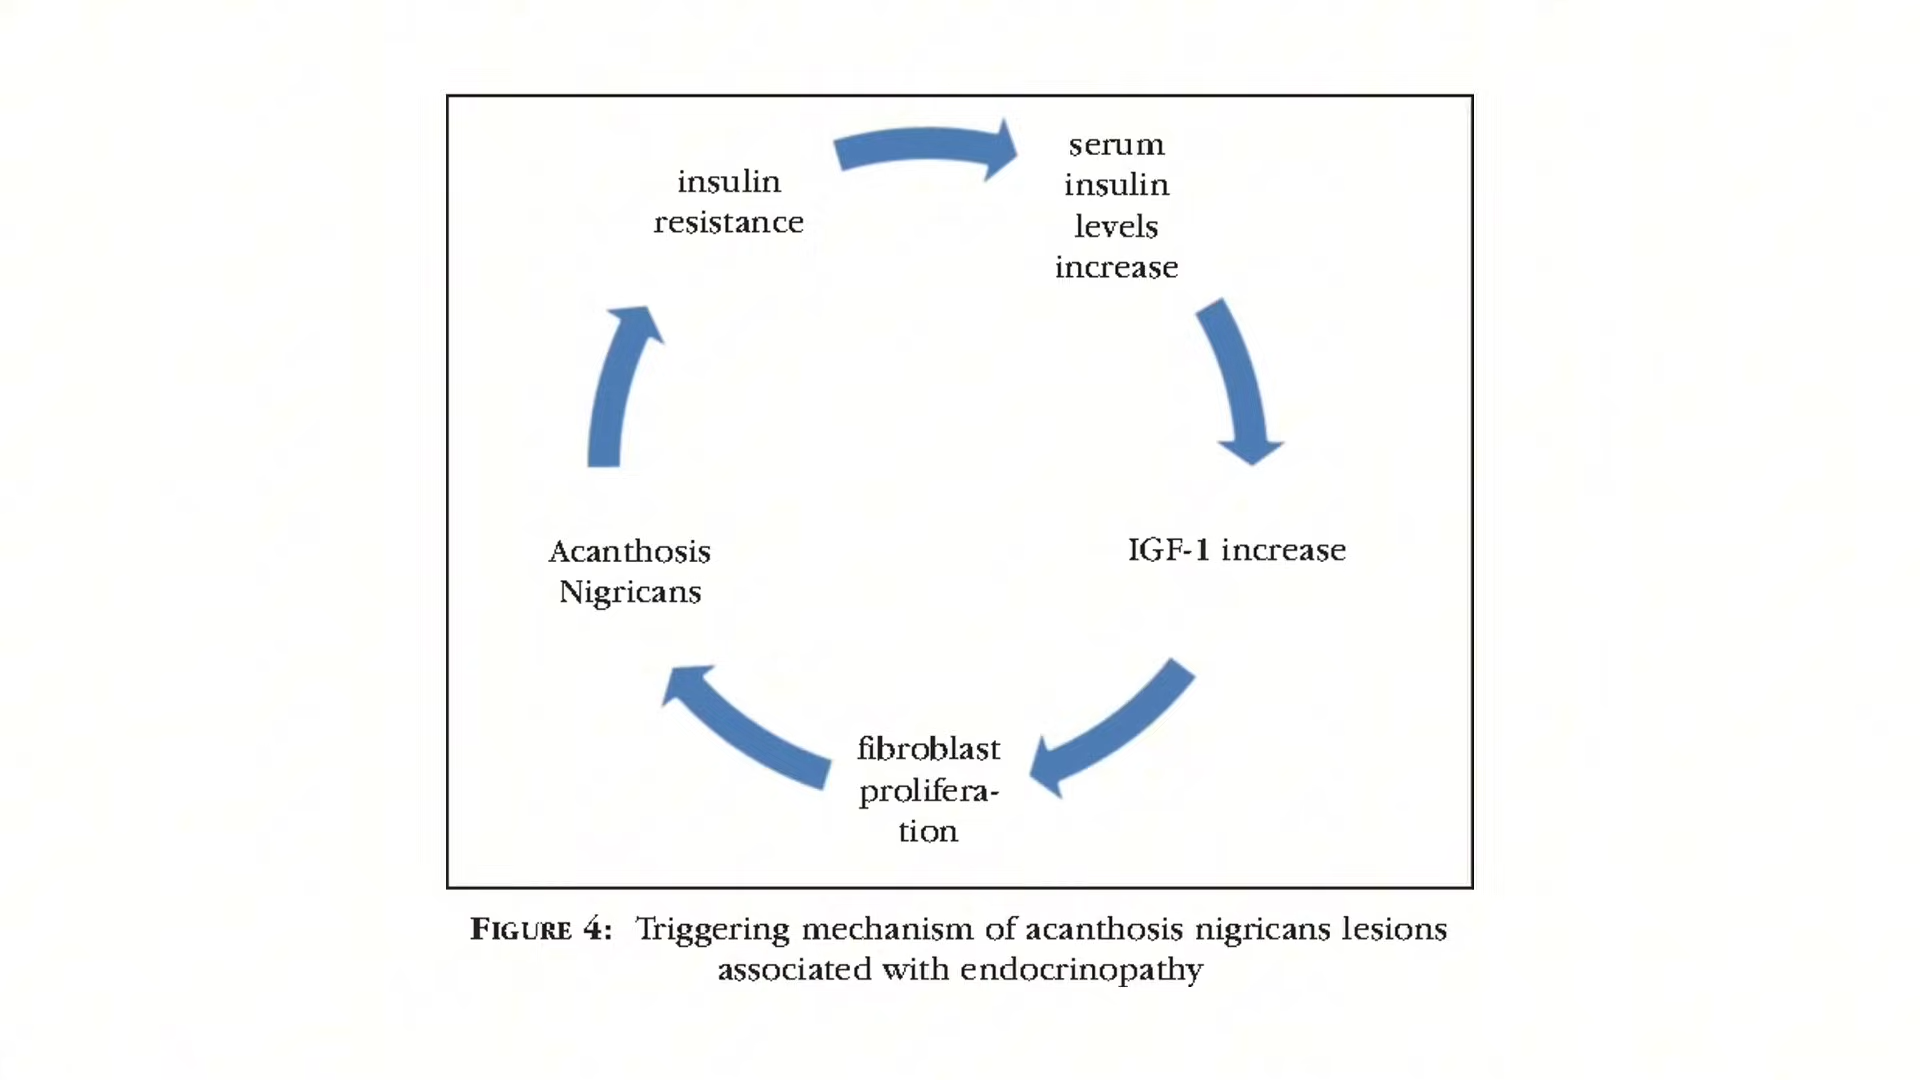 insulin
resistance
serum
insulin
levels
increase
IGF-1 increase
fibroblast
prolifera-
tion
Acanthosis
Nigricans
FIGURE 4: Triggering mechanism of acanthosis nigricans lesions
associated with endocrinopathy